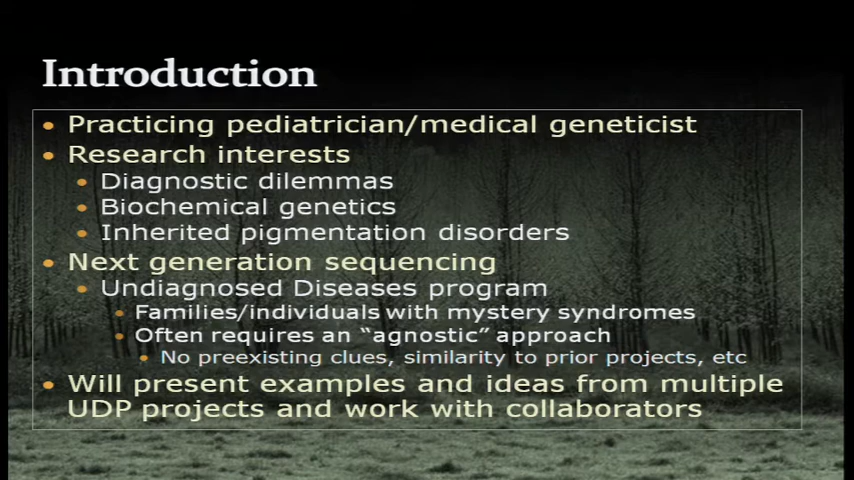 Introduction
• Practicing pediatrician/medical geneticist
• Research interests
• Diagnostic dilemmas
• Biochemical genetics
• Inherited pigmentation disorders
• Next generation sequencing
• Undiagnosed Diseases program
• Families/individuals with mystery syndromes
• Often requires an “agnostic” approach
• No preexisting clues, similarity to prior projects, etc
• Will present examples and ideas from multiple
UDP projects and work with collaborators